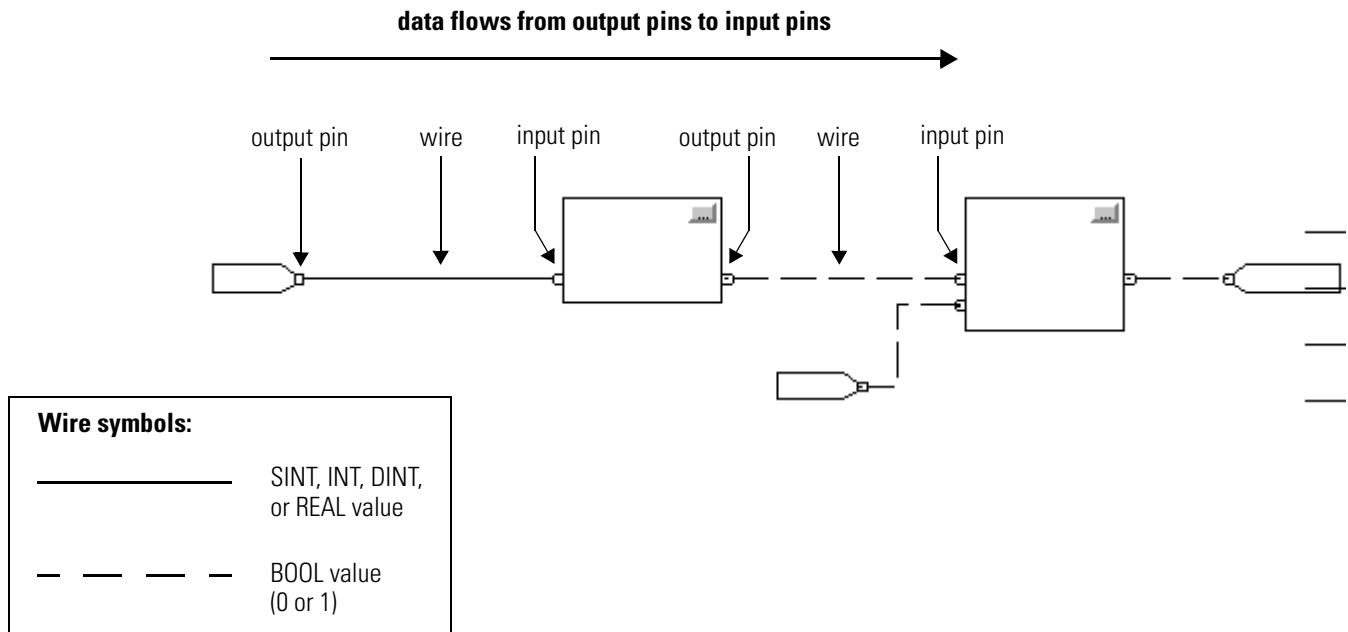 data flows from output pins to input pins
output pin
wire
input pin
output pin
wire
input pin
...
...
Wire symbols:
SINT, INT, DINT,
or REAL value
BOOL value
(0 or 1)